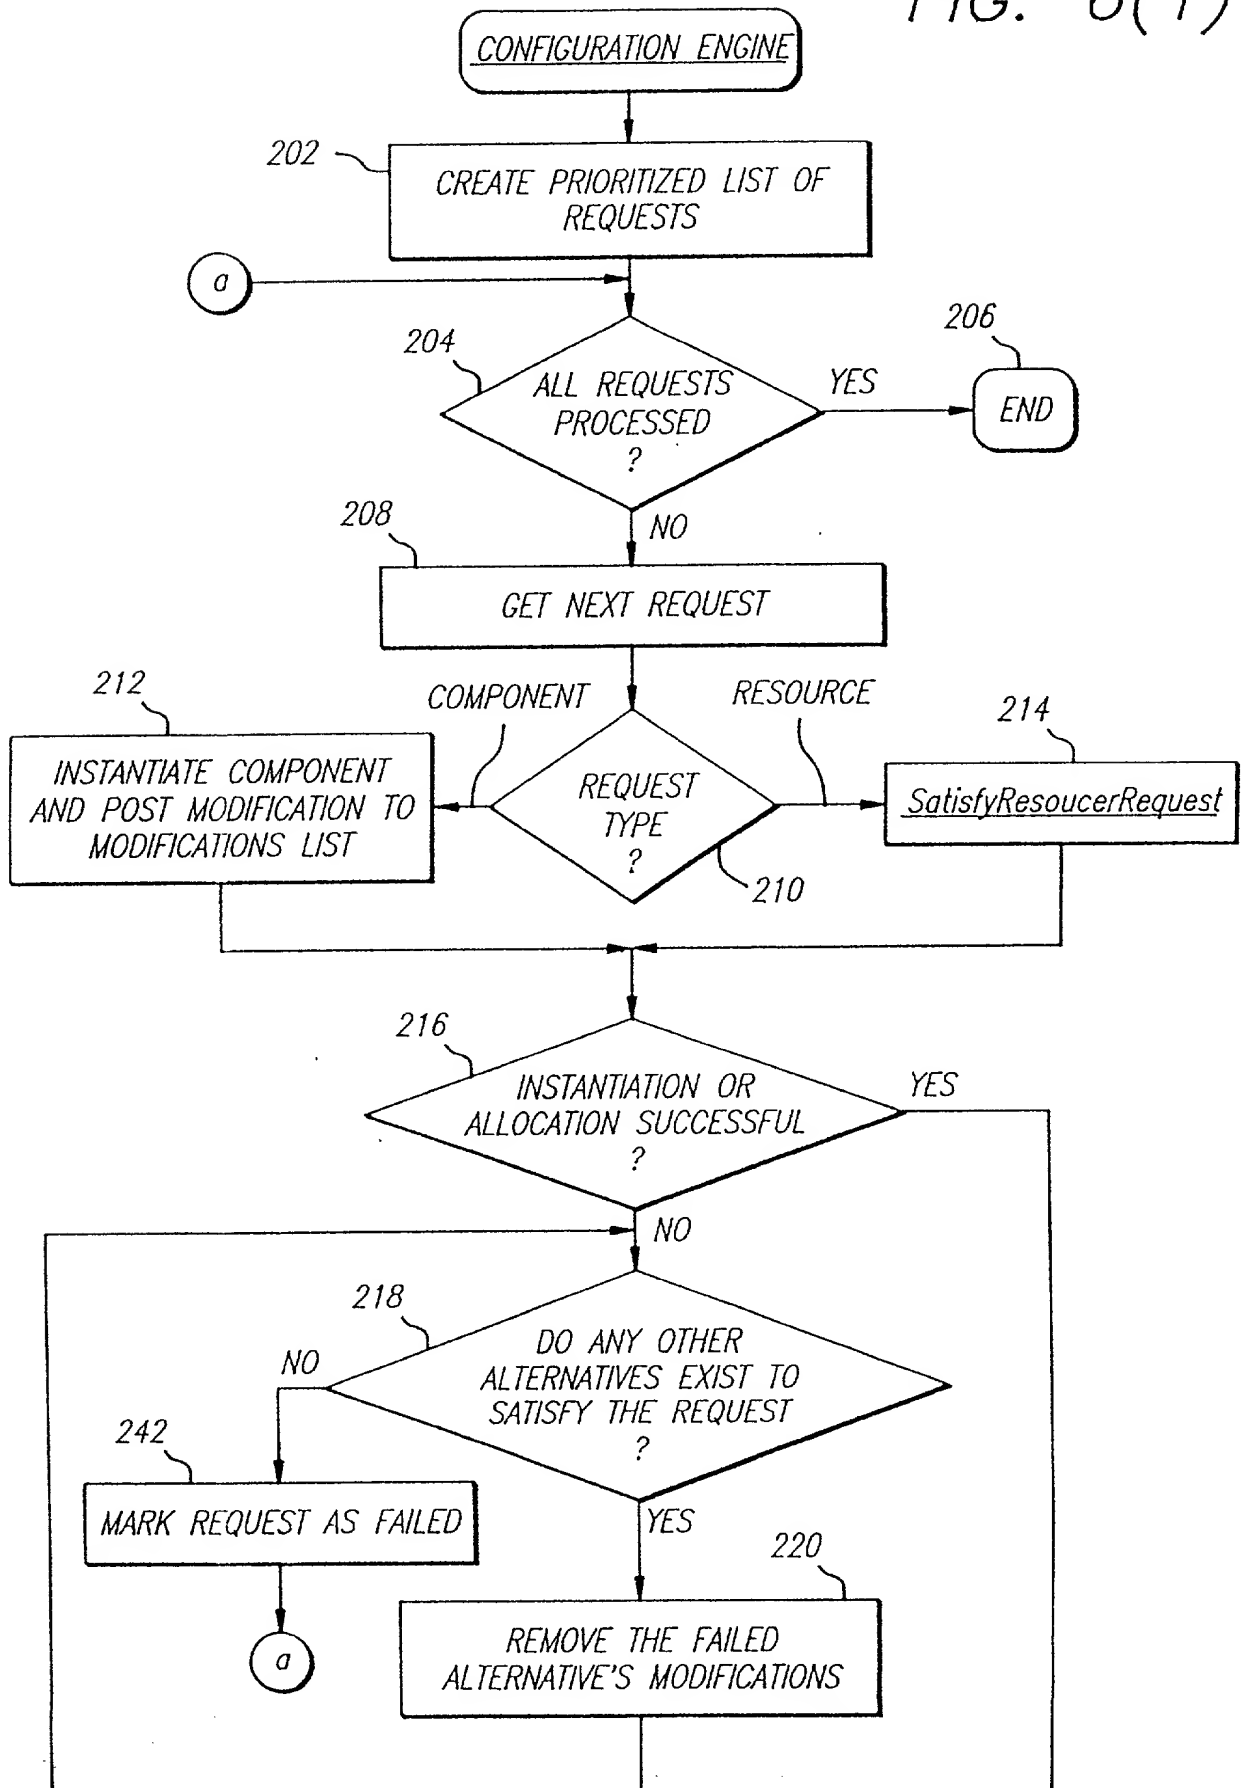 FIG. 6(1)
CONFIGURATION ENGINE
202
CREATE PRIORITIZED LIST OF
REQUESTS
a
204
206
ALL REQUESTS
PROCESSED
?
YES
END
208
NO
GET NEXT REQUEST
212
COMPONENT
RESOURCE
214
INSTANTIATE COMPONENT
AND POST MODIFICATION TO
MODIFICATIONS LIST
REQUEST
TYPE
?
SatisfyResoucerRequest
210
216
INSTANTIATION OR
ALLOCATION SUCCESSFUL
?
YES
NO
218
DO ANY OTHER
ALTERNATIVES EXIST TO
SATISFY THE REQUEST
?
NO
242
MARK REQUEST AS FAILED
YES
220
a
REMOVE THE FAILED
ALTERNATIVE'S MODIFICATIONS